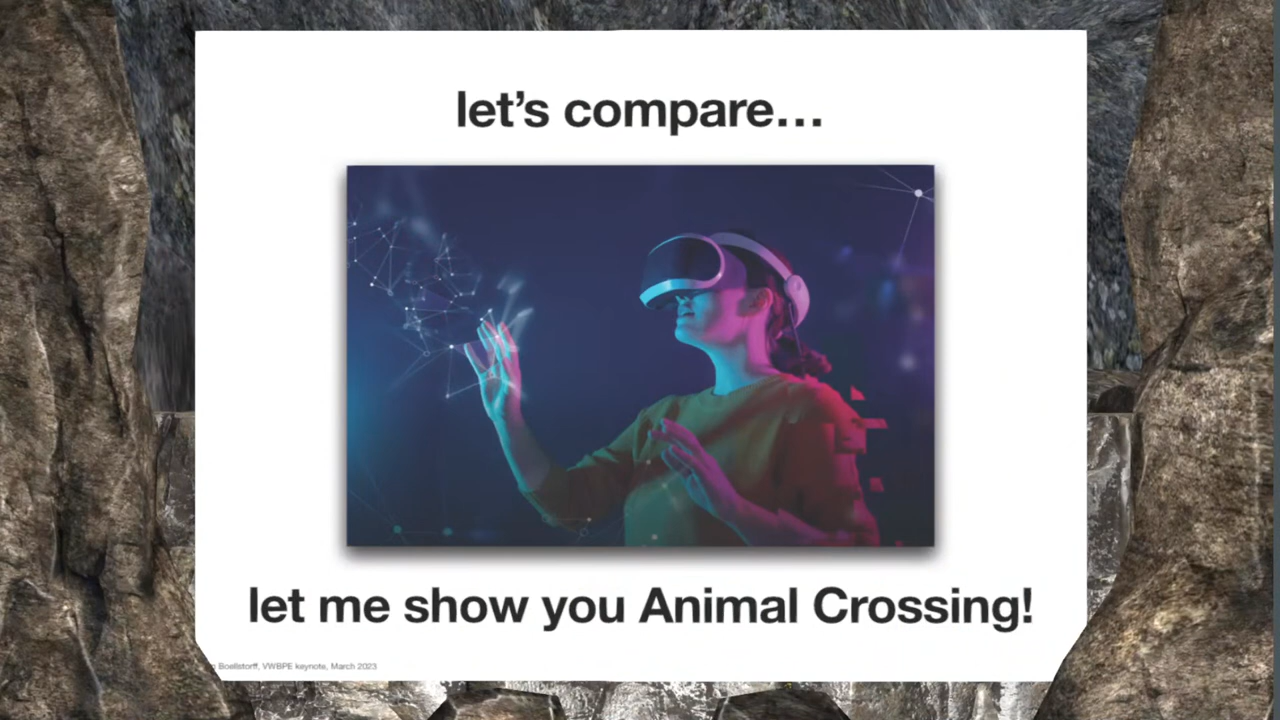 let's compare…
let me show you Animal Crossing!
Boellstorff, VWBPE keynote, March 2023